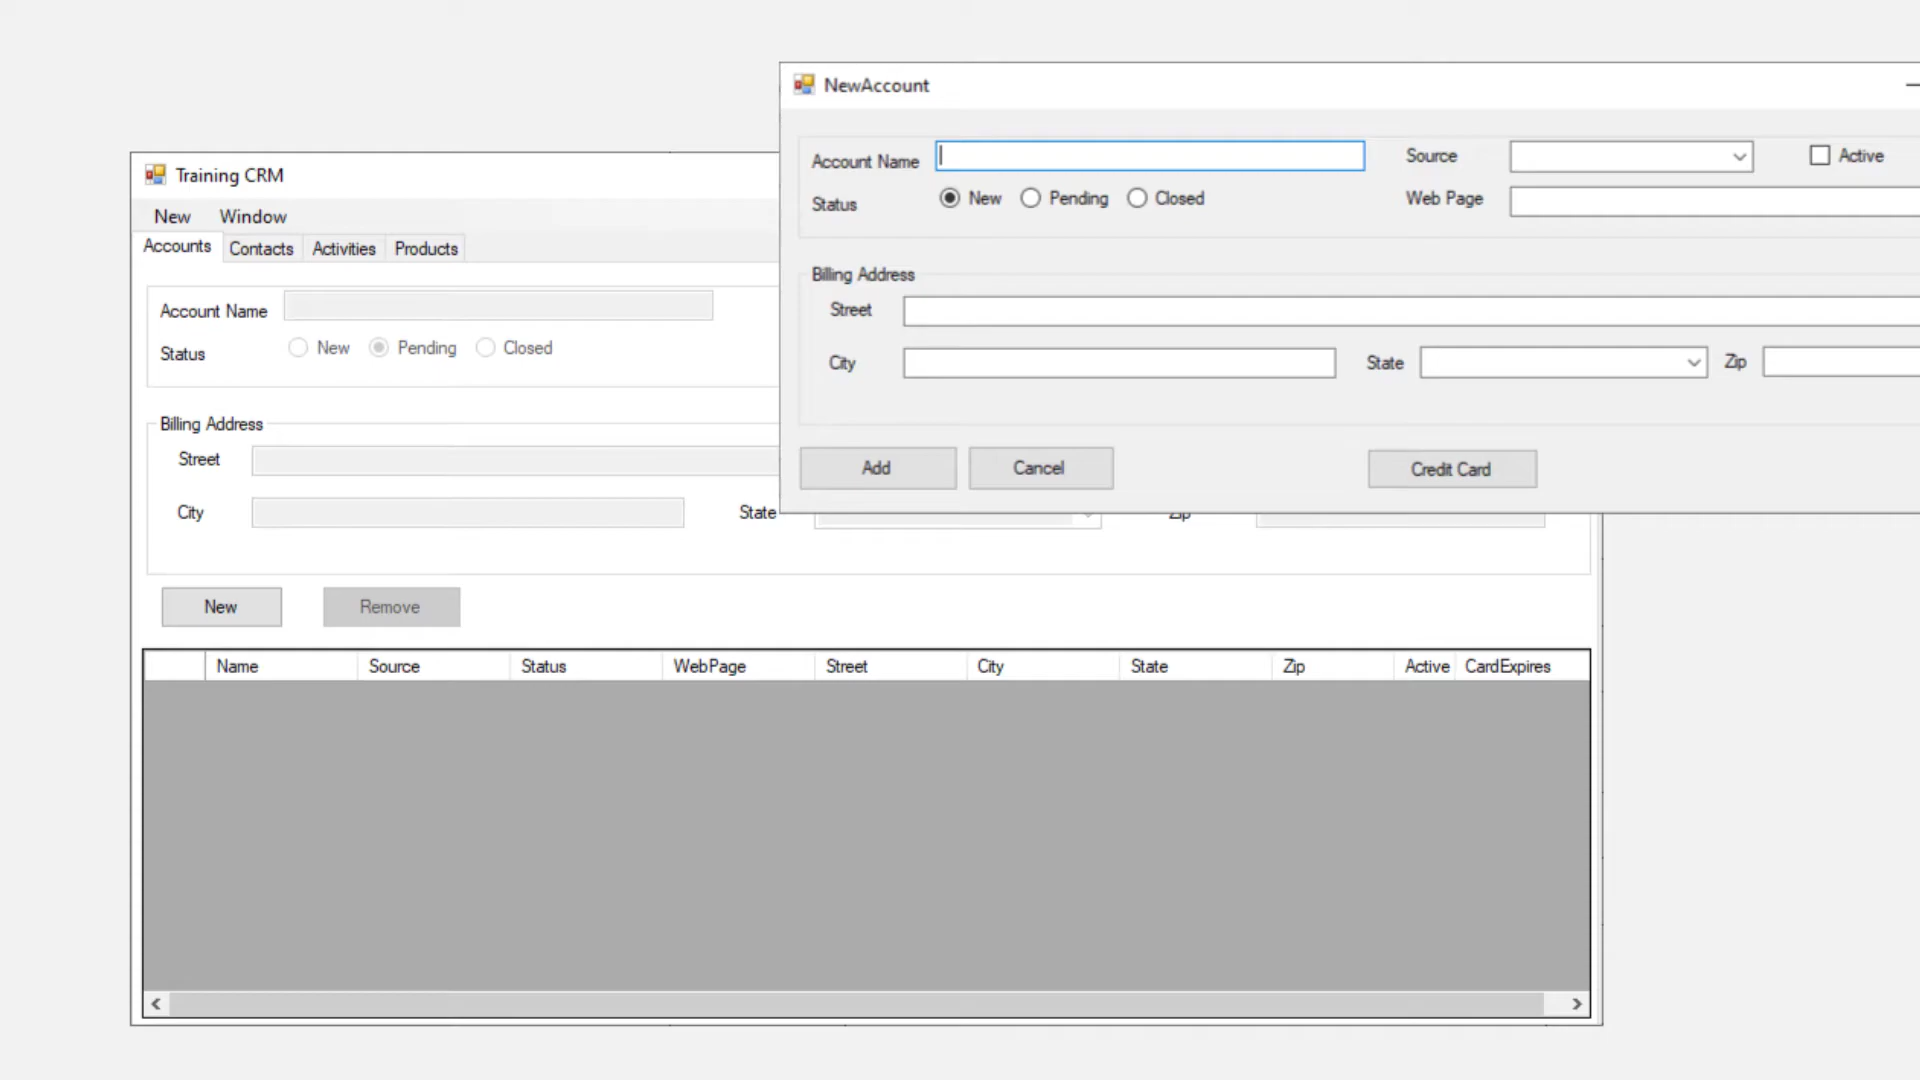 NewAccount
Account Name
Source
Active
Status
New
Pending
Closed
Web Page
Billing Address
Street
City
State
Zip
Add
Cancel
Credit Card
Training CRM
New
Window
Accounts
Contacts
Activities
Products
Account Name
Status
New
Pending
Closed
Billing Address
Street
City
State
Zip
New
Remove
Name
Source
Status
WebPage
Street
City
State
Zip
Active
CardExpires